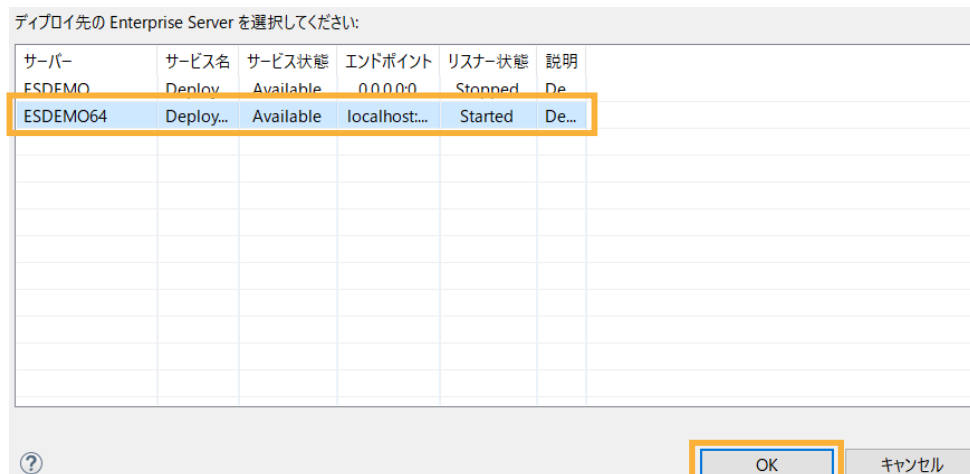 ディプロイ先の Enterprise Server を選択してください:
サーバー サービス名 サービス状態 エンドポイント リスナー状態 説明
ESDEMO Deploy... Available 0.0.0.0:0 Stopped De...
ESDEMO64 Deploy... Available localhost:... Started De...
?
OK キャンセル